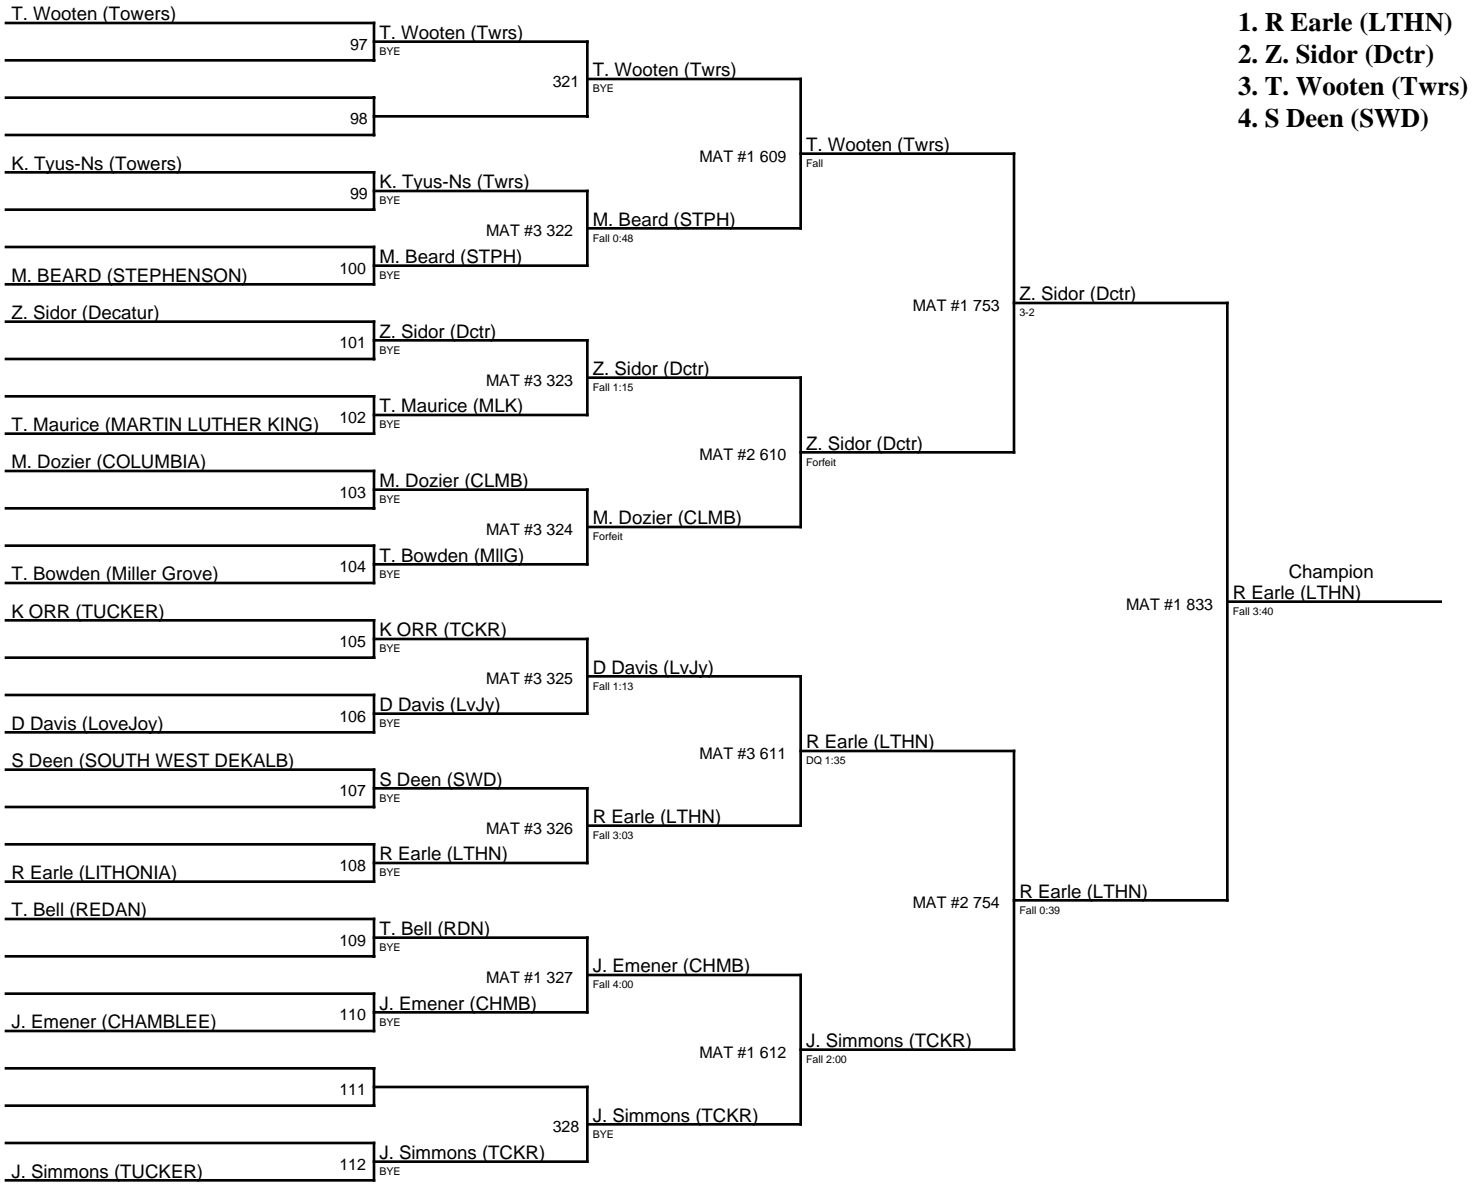 1. R Earle (LTHN)
2. Z. Sidor (Dctr)
3. T. Wooten (Twrs)
4. S Deen (SWD)
T. Wooten (Towers)
97
98
K. Tyus-Ns (Towers)
99
100
M. BEARD (STEPHENSON)
Z. Sidor (Decatur)
101
102
T. Maurice (MARTIN LUTHER KING)
M. Dozier (COLUMBIA)
103
104
T. Bowden (Miller Grove)
K ORR (TUCKER)
105
106
D Davis (LoveJoy)
S Deen (SOUTH WEST DEKALB)
107
108
R Earle (LITHONIA)
T. Bell (REDAN)
109
110
J. Emener (CHAMBLEE)
111
112
J. Simmons (TUCKER)
T. Wooten (Twrs)
BYE
321
K. Tyus-Ns (Twrs)
BYE
MAT #3 322
M. Beard (STPH)
BYE
Z. Sidor (Dctr)
BYE
MAT #3 323
T. Maurice (MLK)
BYE
M. Dozier (CLMB)
BYE
MAT #3 324
T. Bowden (MllG)
BYE
K ORR (TCKR)
BYE
MAT #3 325
D Davis (LvJy)
BYE
S Deen (SWD)
BYE
MAT #3 326
R Earle (LTHN)
BYE
T. Bell (RDN)
BYE
MAT #1 327
J. Emener (CHMB)
BYE
328
J. Simmons (TCKR)
BYE
T. Wooten (Twrs)
BYE
MAT #1 609
M. Beard (STPH)
Fall 0:48
Z. Sidor (Dctr)
Fall 1:15
MAT #2 610
M. Dozier (CLMB)
Forfeit
D Davis (LvJy)
Fall 1:13
MAT #3 611
R Earle (LTHN)
Fall 3:03
J. Emener (CHMB)
Fall 4:00
MAT #1 612
J. Simmons (TCKR)
BYE
T. Wooten (Twrs)
Fall
MAT #1 753
Z. Sidor (Dctr)
Forfeit
R Earle (LTHN)
DQ 1:35
MAT #2 754
J. Simmons (TCKR)
Fall 2:00
Z. Sidor (Dctr)
3-2
MAT #1 833
R Earle (LTHN)
Fall 0:39
Champion
R Earle (LTHN)
Fall 3:40